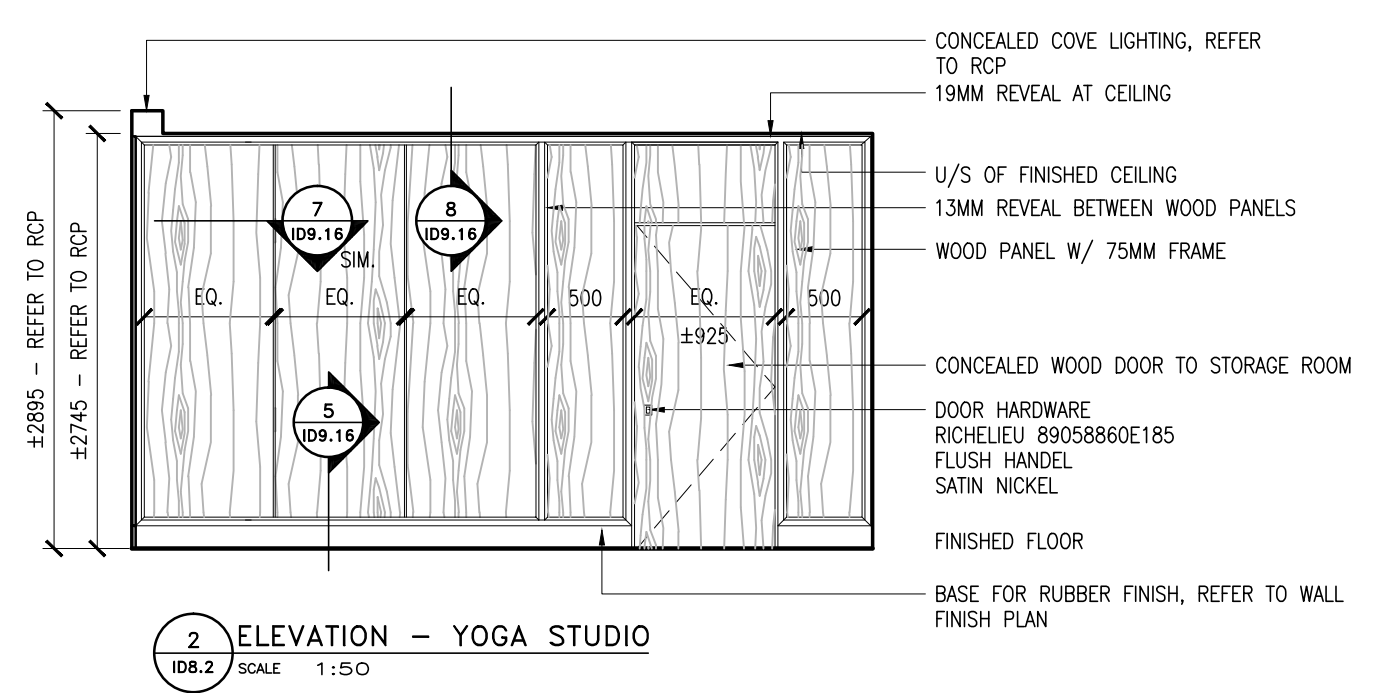 CONCEALED COVE LIGHTING, REFER
TO RCP
19MM REVEAL AT CEILING
U/S OF FINISHED CEILING
13MM REVEAL BETWEEN WOOD PANELS
WOOD PANEL W/ 75MM FRAME
7
ID9.16
SIM.
8
ID9.16
EQ.
EQ.
EQ.
500
EQ.
±925
500
±2895 – REFER TO RCP
±2745 – REFER TO RCP
CONCEALED WOOD DOOR TO STORAGE ROOM
5
ID9.16
DOOR HARDWARE
RICHELIEU 89058860E185
FLUSH HANDEL
SATIN NICKEL
FINISHED FLOOR
BASE FOR RUBBER FINISH, REFER TO WALL
FINISH PLAN
2
ID8.2
ELEVATION – YOGA STUDIO
SCALE 1:50